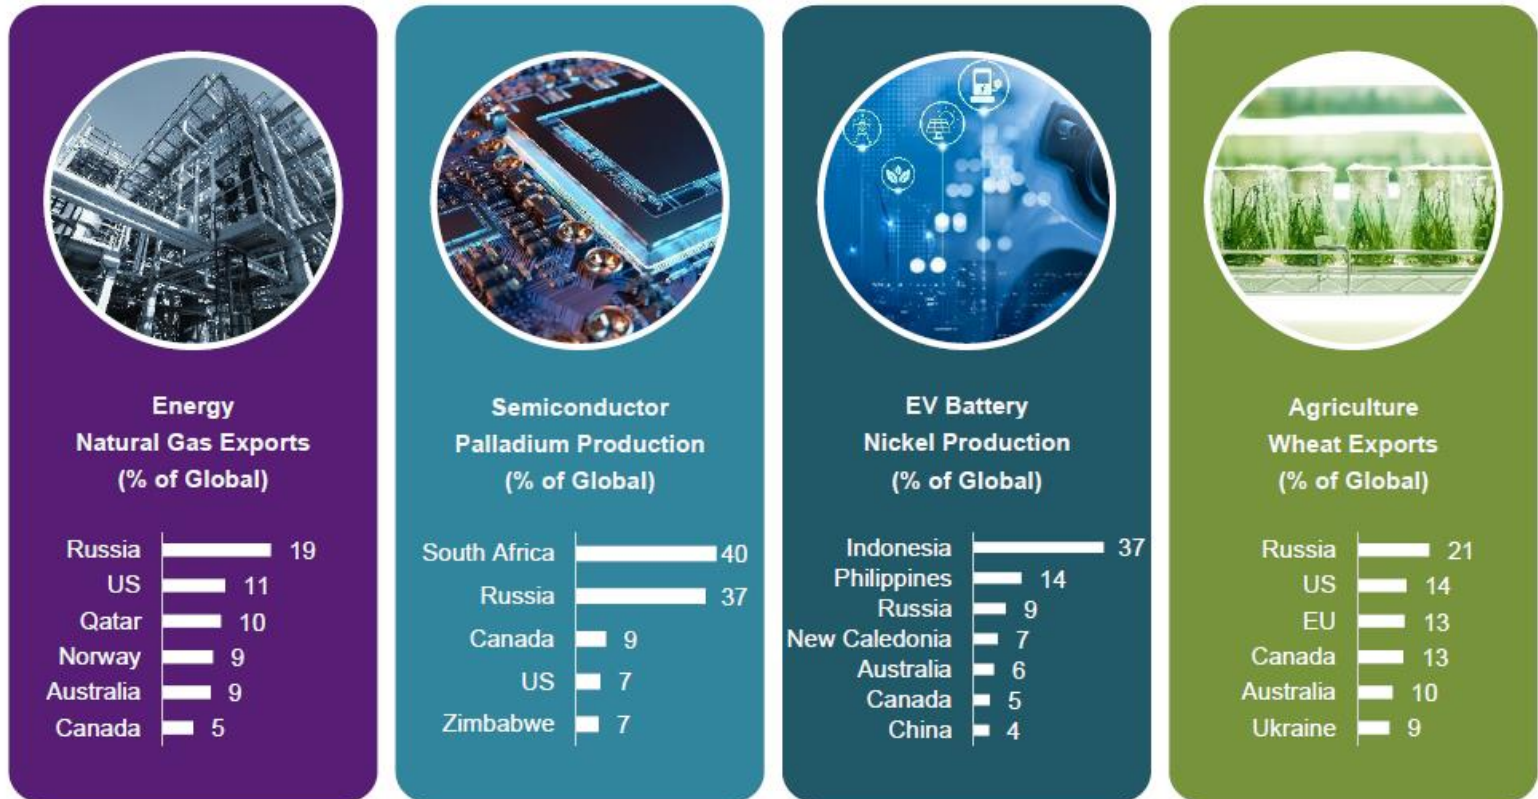 Energy
Natural Gas Exports
(% of Global)
Russia 19
US 11
Qatar 10
Norway 9
Australia 9
Canada 5
Semiconductor
Palladium Production
(% of Global)
South Africa 40
Russia 37
Canada 9
US 7
Zimbabwe 7
EV Battery
Nickel Production
(% of Global)
Indonesia 37
Philippines 14
Russia 9
New Caledonia 7
Australia 6
Canada 5
China 4
Agriculture
Wheat Exports
(% of Global)
Russia 21
US 14
EU 13
Canada 13
Australia 10
Ukraine 9